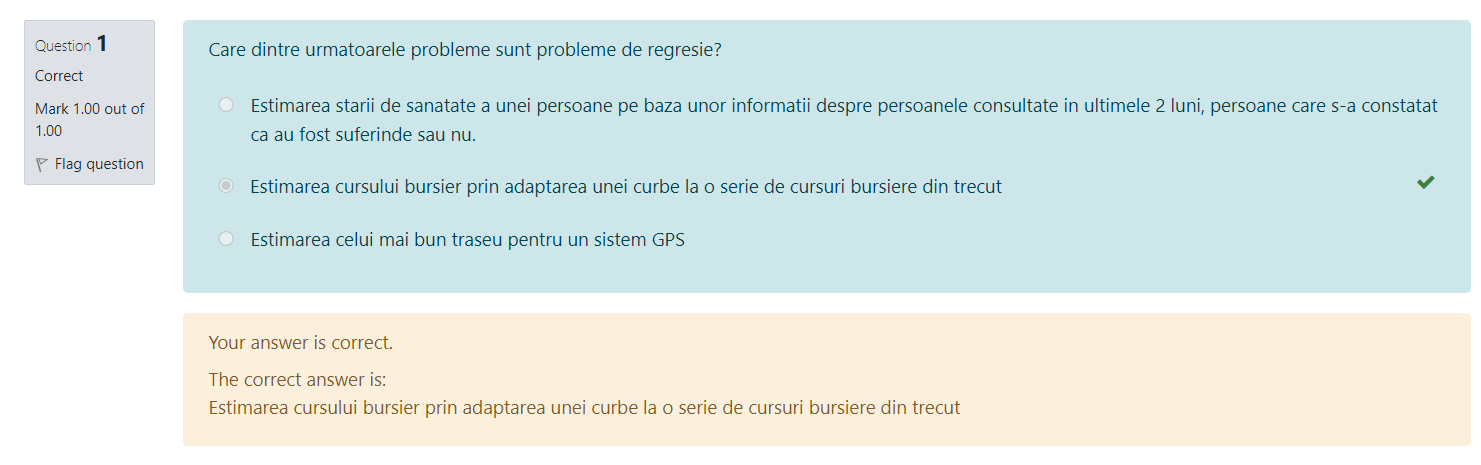 Question 1
Correct
Mark 1.00 out of
1.00
Flag question
Care dintre urmatoarele probleme sunt probleme de regresie?
Estimarea starii de sanatate a unei persoane pe baza unor informatii despre persoanele consultate in ultimele 2 luni, persoane care s-a constatat
ca au fost suferinde sau nu.
Estimarea cursului bursier prin adaptarea unei curbe la o serie de cursuri bursiere din trecut
Estimarea celui mai bun traseu pentru un sistem GPS
Your answer is correct.
The correct answer is:
Estimarea cursului bursier prin adaptarea unei curbe la o serie de cursuri bursiere din trecut